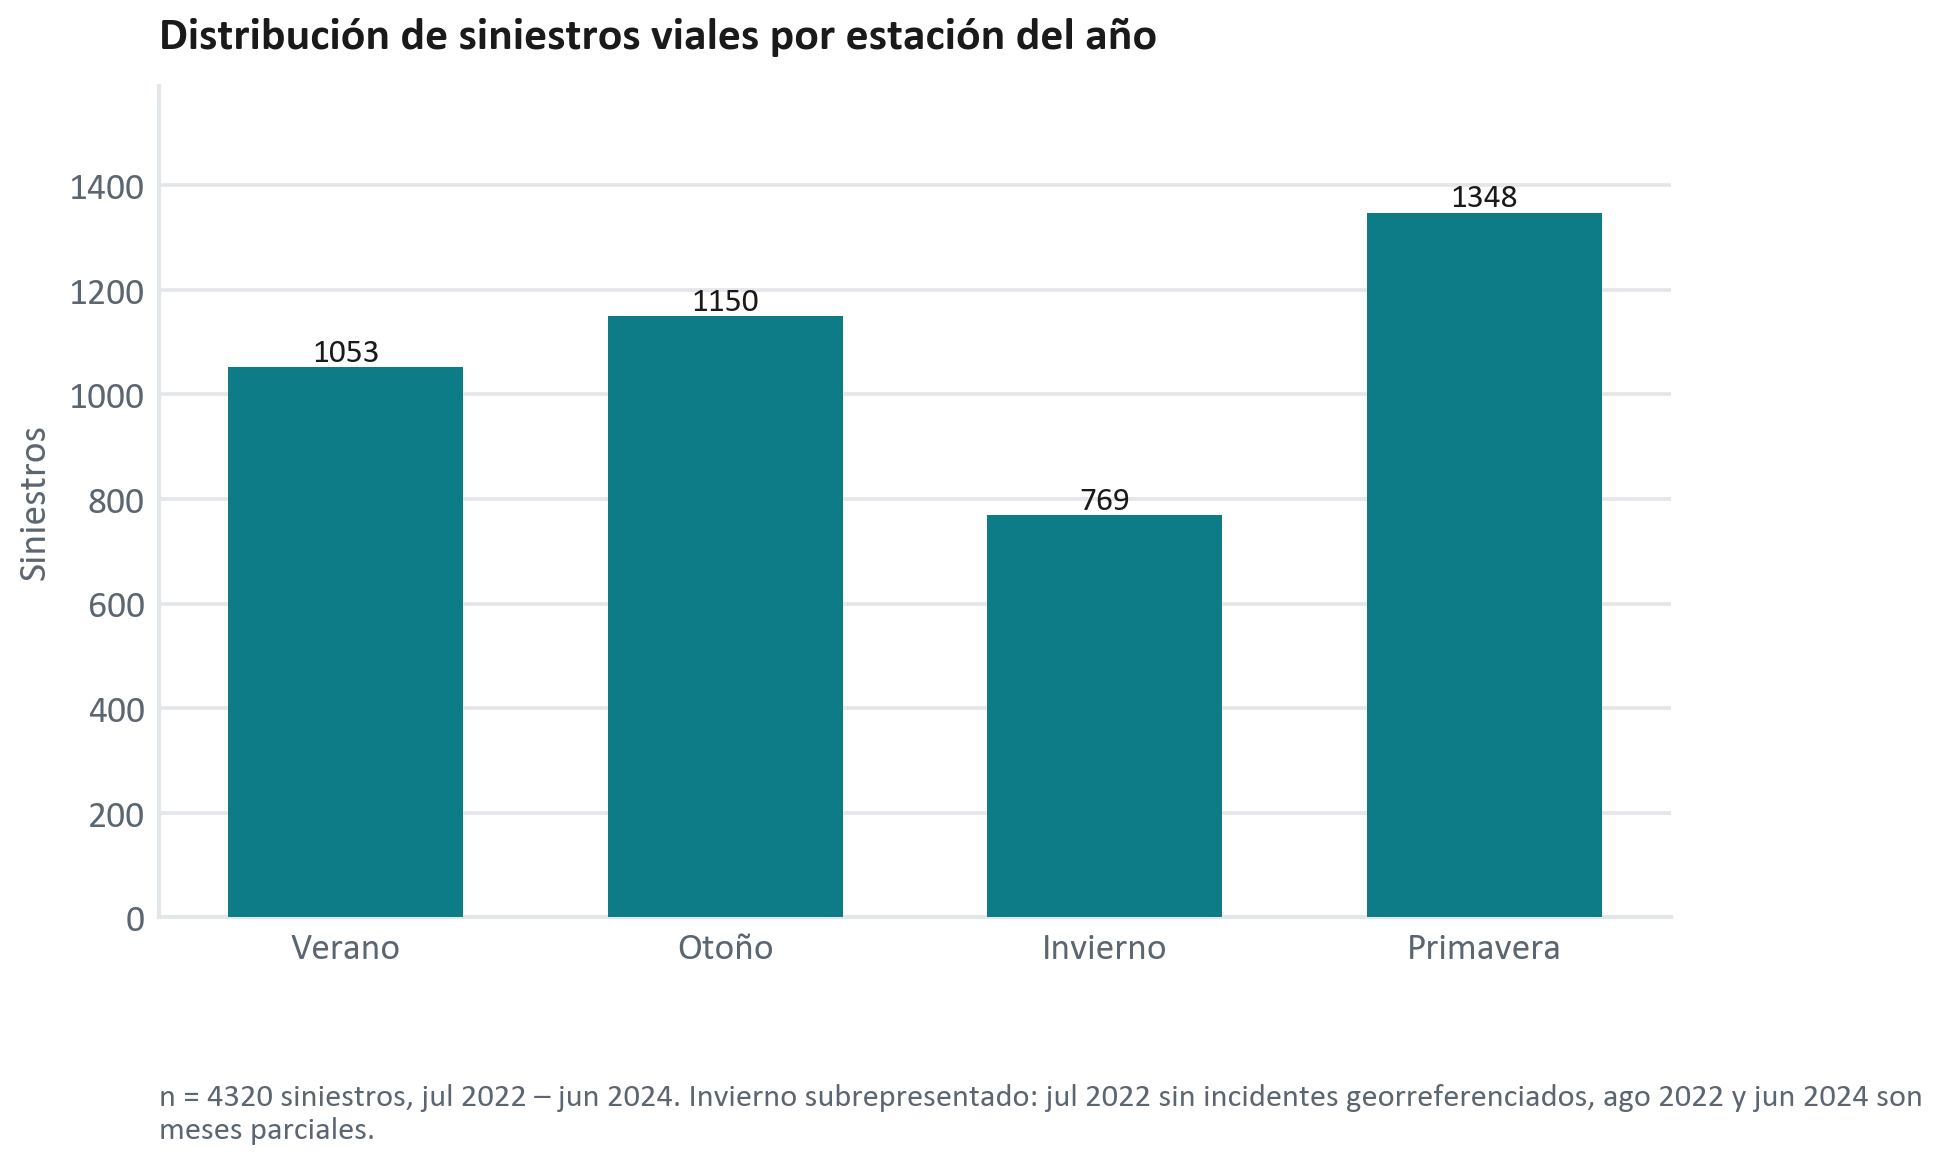 Distribución de siniestros viales por estación del año
Siniestros
1400
1200
1000
800
600
400
200
0
1053
1150
769
1348
Verano
Otoño
Invierno
Primavera
n = 4320 siniestros, jul 2022 – jun 2024. Invierno subrepresentado: jul 2022 sin incidentes georreferenciados, ago 2022 y jun 2024 son
meses parciales.